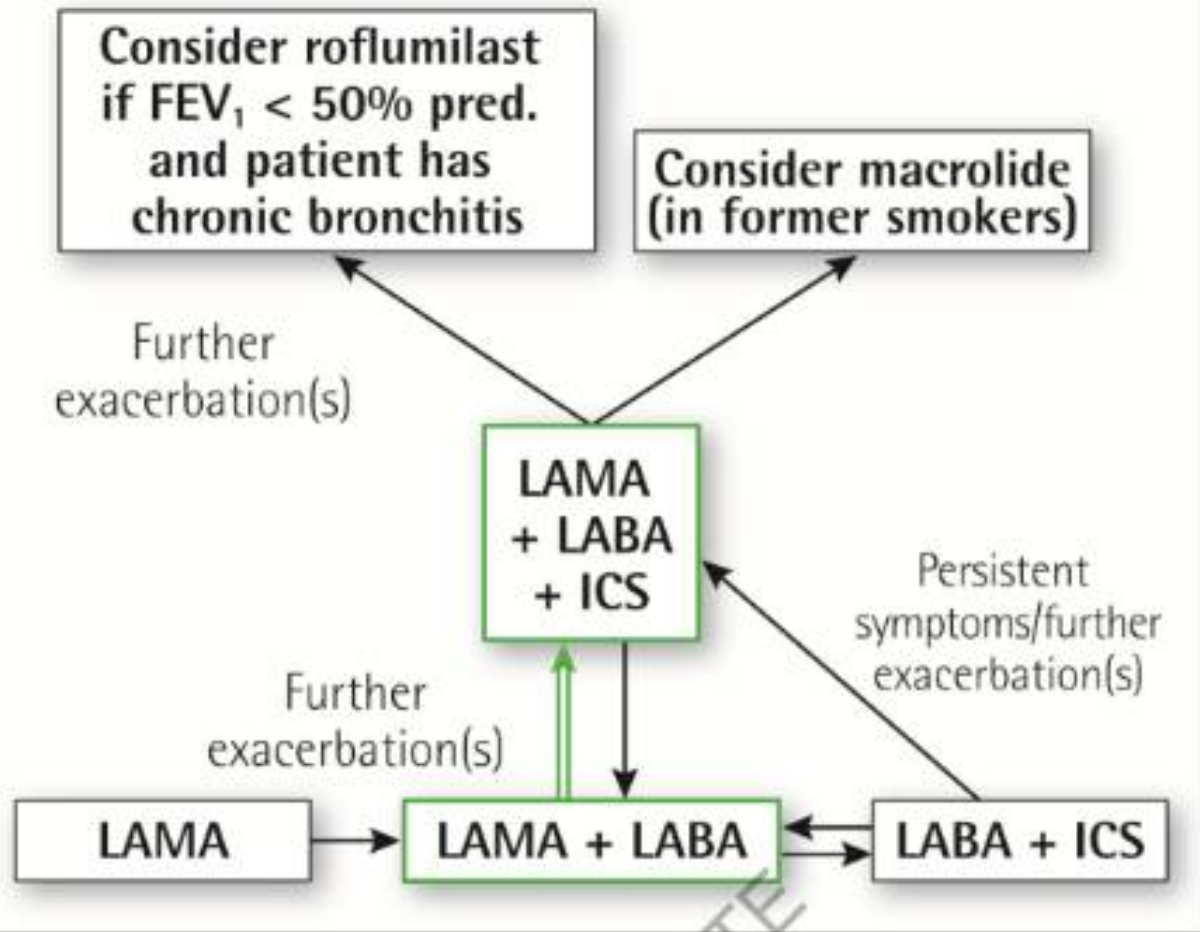 Consider roflumilast
if FEV₁ < 50% pred.
and patient has
chronic bronchitis
Consider macrolide
(in former smokers)
Further
exacerbation(s)
LAMA
+ LABA
+ ICS
Persistent
symptoms/further
exacerbation(s)
Further
exacerbation(s)
LAMA
LAMA + LABA
LABA + ICS
TE